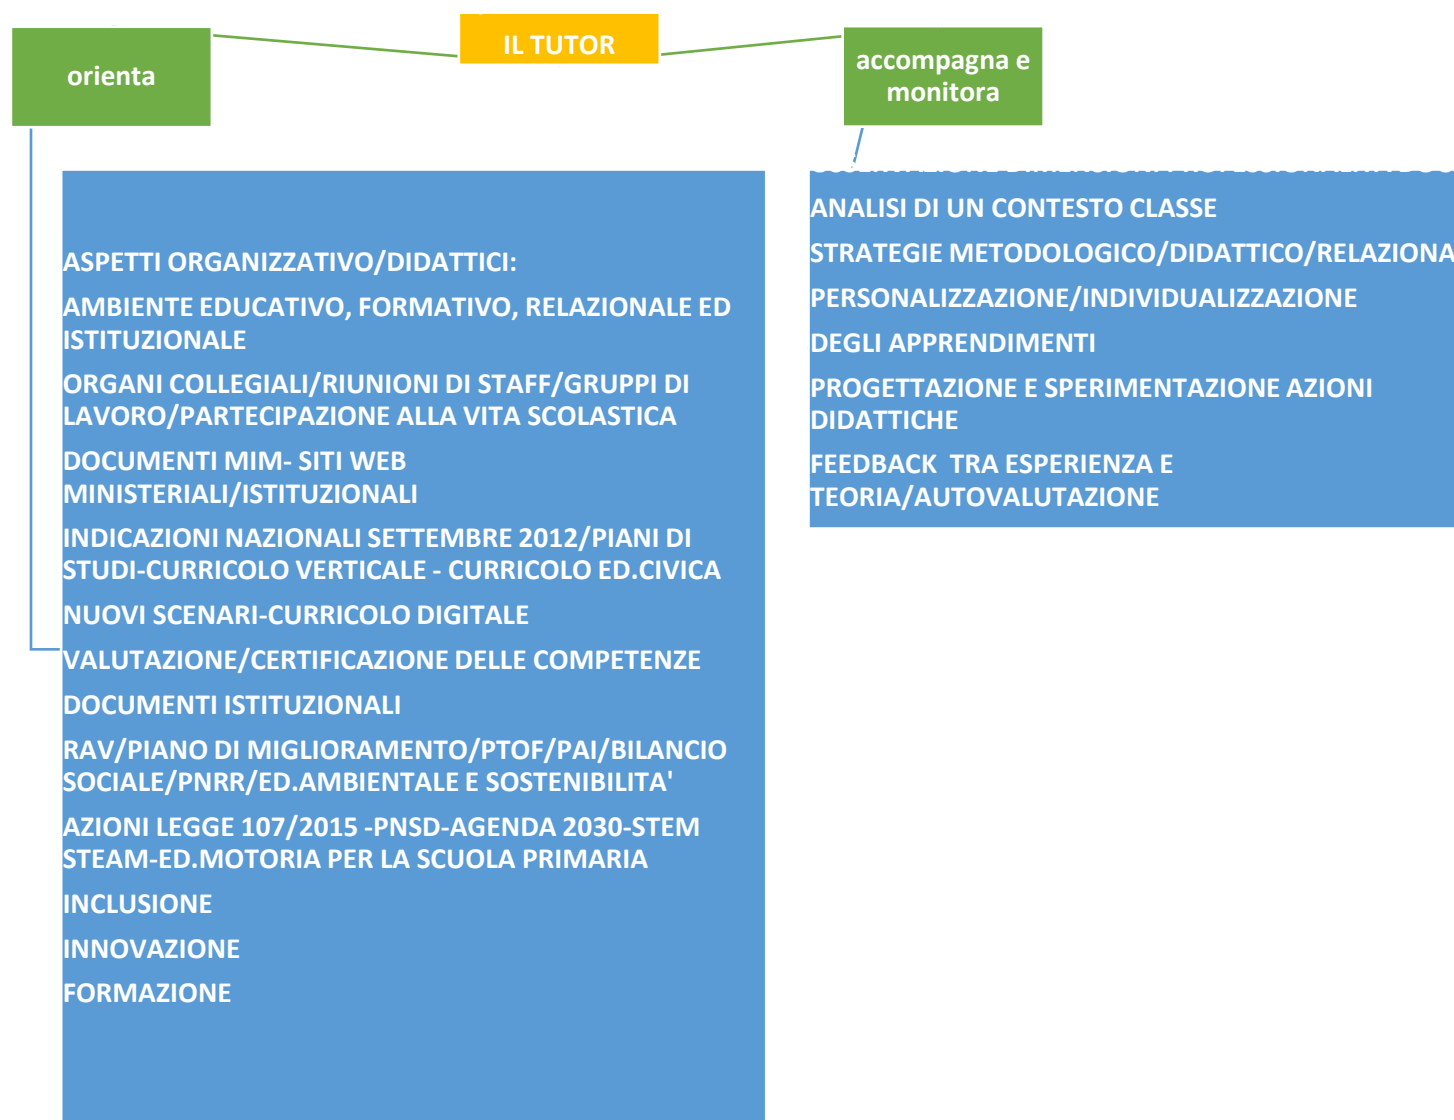 IL TUTOR
orienta
accompagna e
monitora
ASPETTI ORGANIZZATIVO/DIDATTICI:
AMBIENTE EDUCATIVO, FORMATIVO, RELAZIONALE ED
ISTITUZIONALE
ORGANI COLLEGIALI/RIUNIONI DI STAFF/GRUPPI DI
LAVORO/PARTECIPAZIONE ALLA VITA SCOLASTICA
DOCUMENTI MIM- SITI WEB
MINISTERIALI/ISTITUZIONALI
INDICAZIONI NAZIONALI SETTEMBRE 2012/PIANI DI
STUDI-CURRICOLO VERTICALE - CURRICOLO ED.CIVICA
NUOVI SCENARI-CURRICOLO DIGITALE
VALUTAZIONE/CERTIFICAZIONE DELLE COMPETENZE
DOCUMENTI ISTITUZIONALI
RAV/PIANO DI MIGLIORAMENTO/PTOF/PAI/BILANCIO
SOCIALE/PNRR/ED.AMBIENTALE E SOSTENIBILITA'
AZIONI LEGGE 107/2015 -PNSD-AGENDA 2030-STEM
STEAM-ED.MOTORIA PER LA SCUOLA PRIMARIA
INCLUSIONE
INNOVAZIONE
FORMAZIONE
ANALISI DI UN CONTESTO CLASSE
STRATEGIE METODOLOGICO/DIDATTICO/RELAZIONA
PERSONALIZZAZIONE/INDIVIDUALIZZAZIONE
DEGLI APPRENDIMENTI
PROGETTAZIONE E SPERIMENTAZIONE AZIONI
DIDATTICHE
FEEDBACK  TRA ESPERIENZA E
TEORIA/AUTOVALUTAZIONE